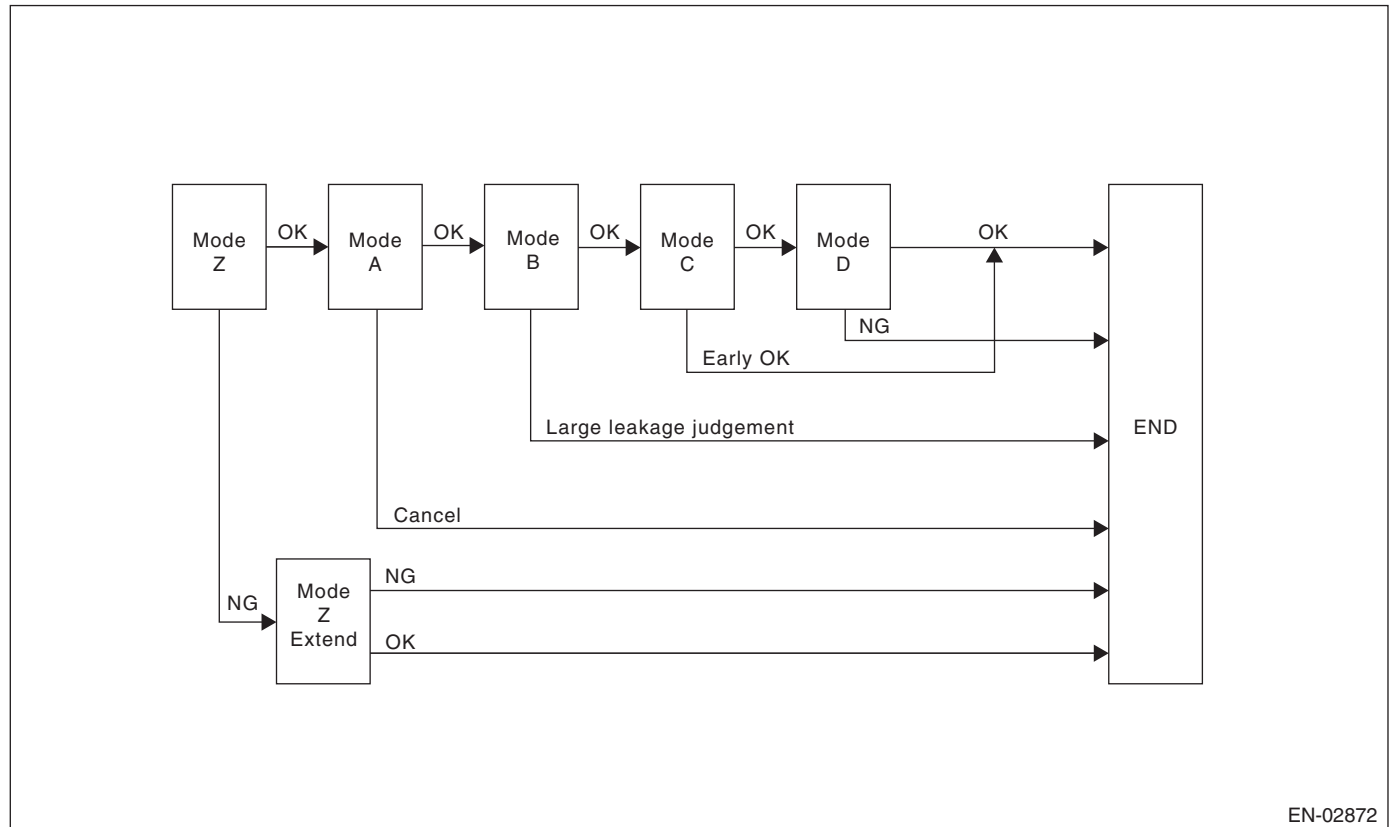 Mode
Z
OK
Mode
A
OK
Mode
B
OK
Mode
C
OK
Mode
D
OK
NG
Early OK
Large leakage judgement
END
Cancel
NG
Mode
Z
Extend
NG
OK
EN-02872